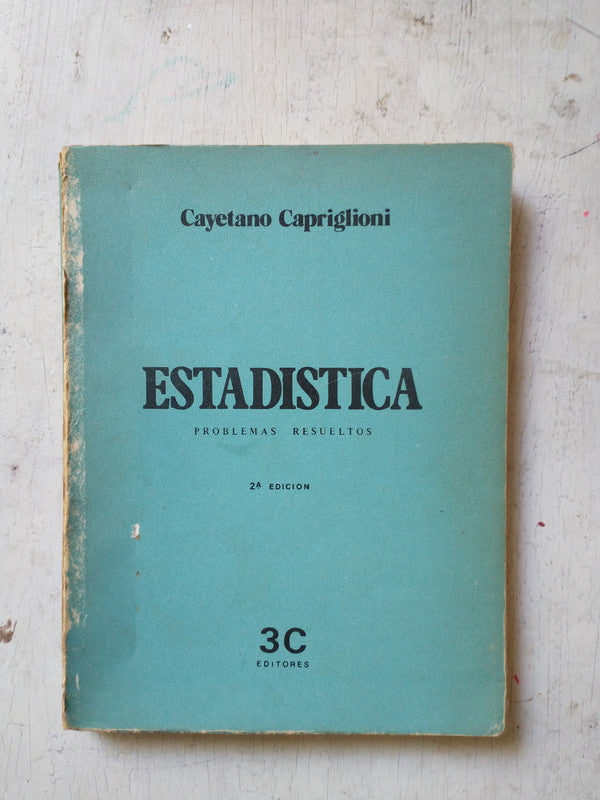 Cayetano Capriglioni
ESTADISTICA
PROBLEMAS RESUELTOS
2ª EDICION
3C
EDITORES